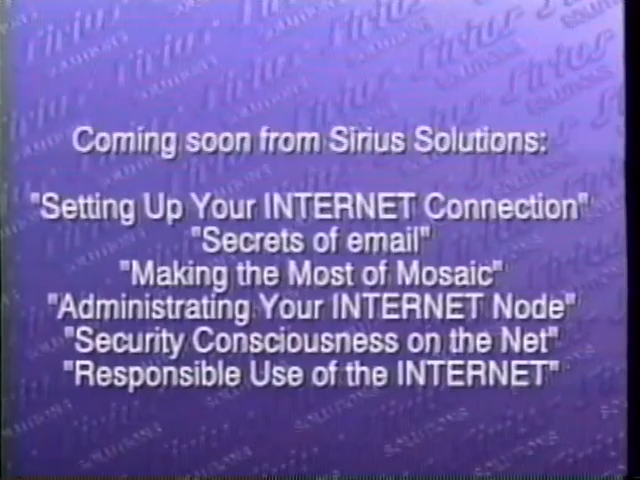 Coming soon from Sirius Solutions:
"Setting Up Your INTERNET Connection"
"Secrets of email"
"Making the Most of Mosaic"
"Administrating Your INTERNET Node"
"Security Consciousness on the Net"
"Responsible Use of the INTERNET"